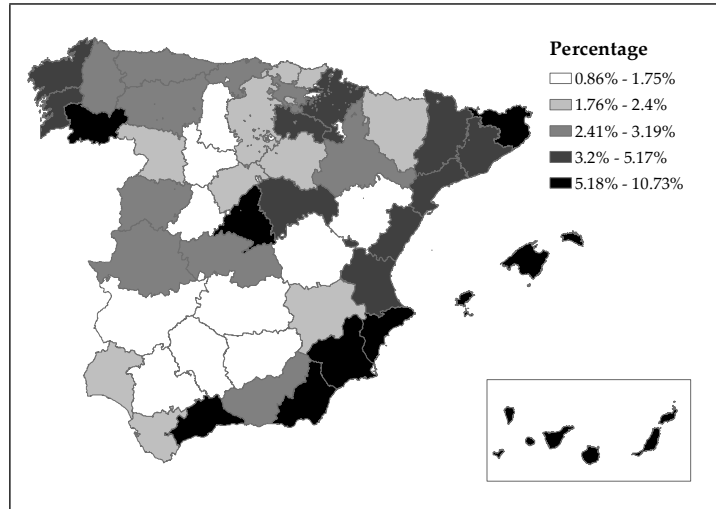 Percentage
0.86% - 1.75%
1.76% - 2.4%
2.41% - 3.19%
3.2% - 5.17%
5.18% - 10.73%